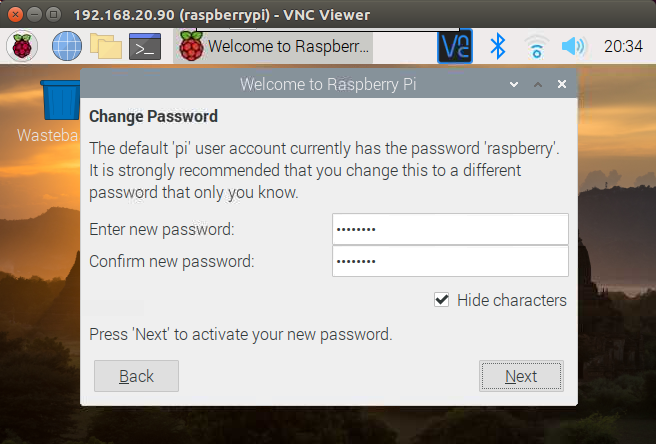 192.168.20.90 (raspberrypi) - VNC Viewer
Welcome to Raspberr... 20:34
Welcome to Raspberry Pi
Change Password
The default 'pi' user account currently has the password 'raspberry'.
It is strongly recommended that you change this to a different
password that only you know.
Enter new password: ••••••••
Confirm new password: ••••••••
Hide characters
Press 'Next' to activate your new password.
Back Next
Wasteba